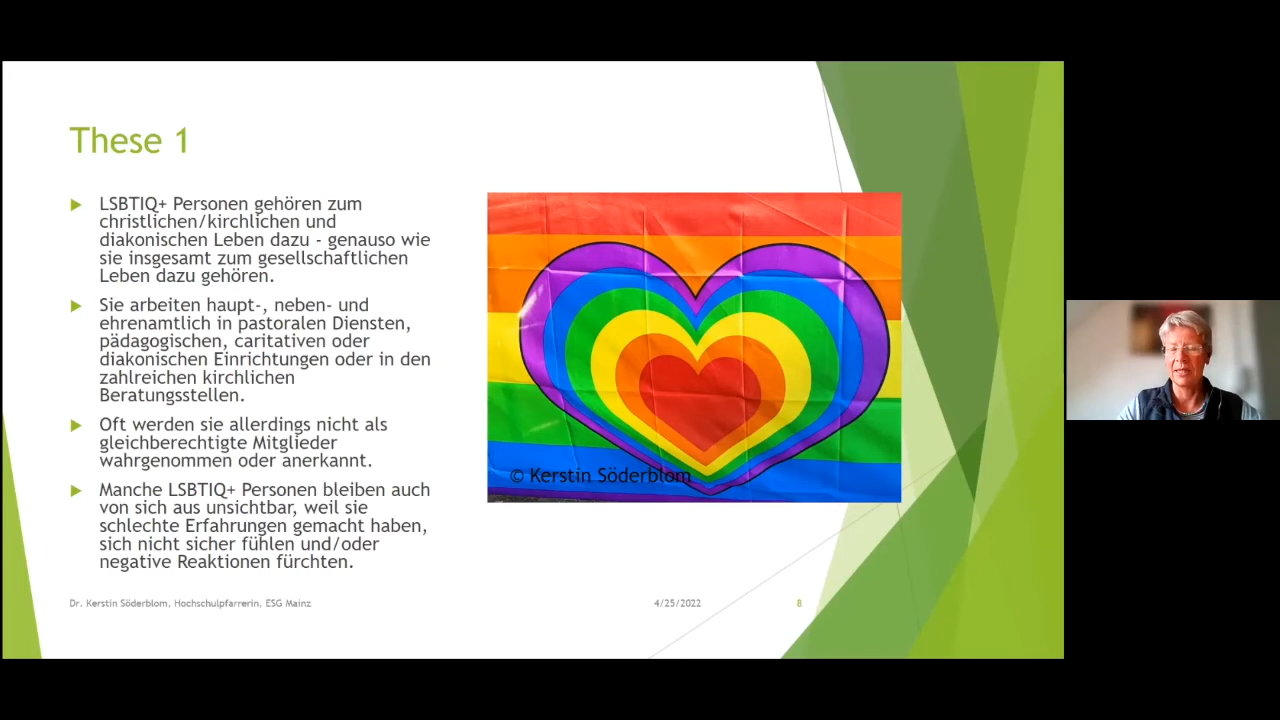 These 1
LSBTIQ+ Personen gehören zum
christlichen/kirchlichen und
diakonischen Leben dazu - genauso wie
sie insgesamt zum gesellschaftlichen
Leben dazu gehören.
Sie arbeiten haupt-, neben- und
ehrenamtlich in pastoralen Diensten,
pädagogischen, caritativen oder
diakonischen Einrichtungen oder in den
zahlreichen kirchlichen
Beratungsstellen.
Oft werden sie allerdings nicht als
gleichberechtigte Mitglieder
wahrgenommen oder anerkannt.
Manche LSBTIQ+ Personen bleiben auch
von sich aus unsichtbar, weil sie
schlechte Erfahrungen gemacht haben,
sich nicht sicher fühlen und/oder
negative Reaktionen fürchten.
© Kerstin Söderblom
Dr. Kerstin Söderblom, Hochschulpfarrerin, ESG Mainz
4/25/2022
8